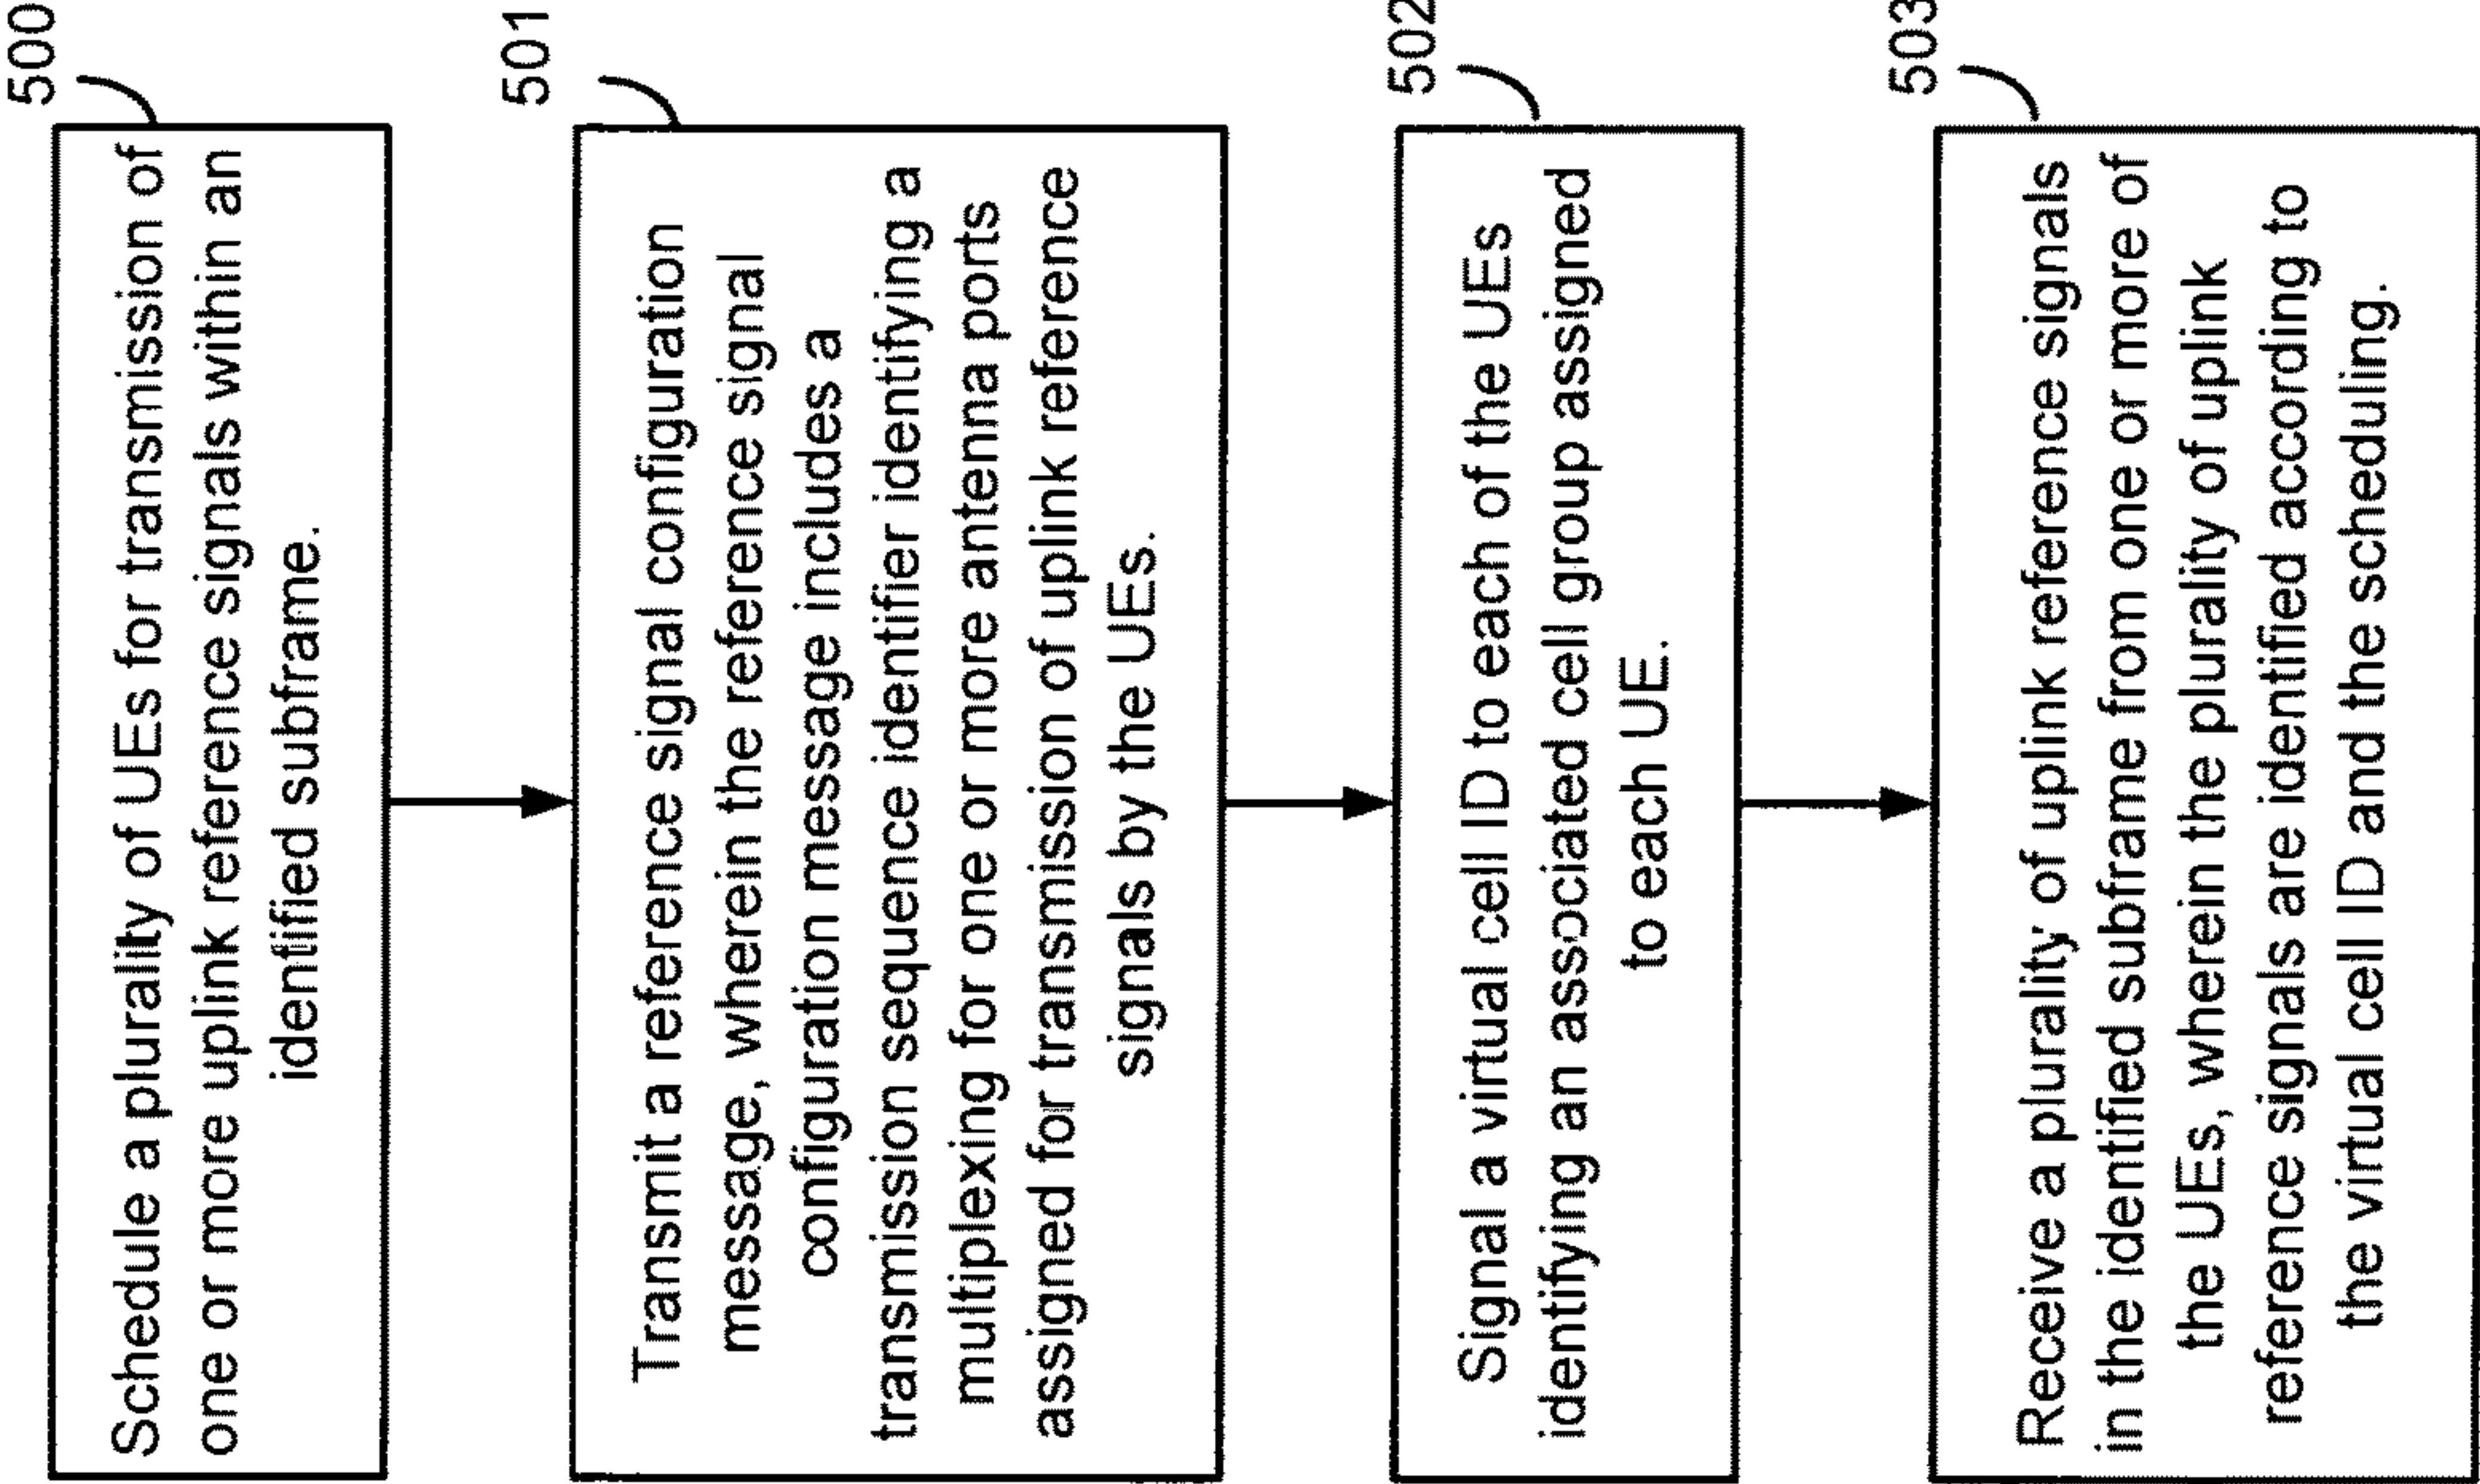 500
Schedule a plurality of UEs for transmission of
one or more uplink reference signals within an
identified subframe.
501
Transmit a reference signal configuration
message, wherein the reference signal
configuration message includes a
transmission sequence identifier identifying a
multiplexing for one or more antenna ports
assigned for transmission of uplink reference
signals by the UEs.
502
Signal a virtual cell ID to each of the UEs
identifying an associated cell group assigned
to each UE.
503
Receive a plurality of uplink reference signals
in the identified subframe from one or more of
the UEs, wherein the plurality of uplink
reference signals are identified according to
the virtual cell ID and the scheduling.